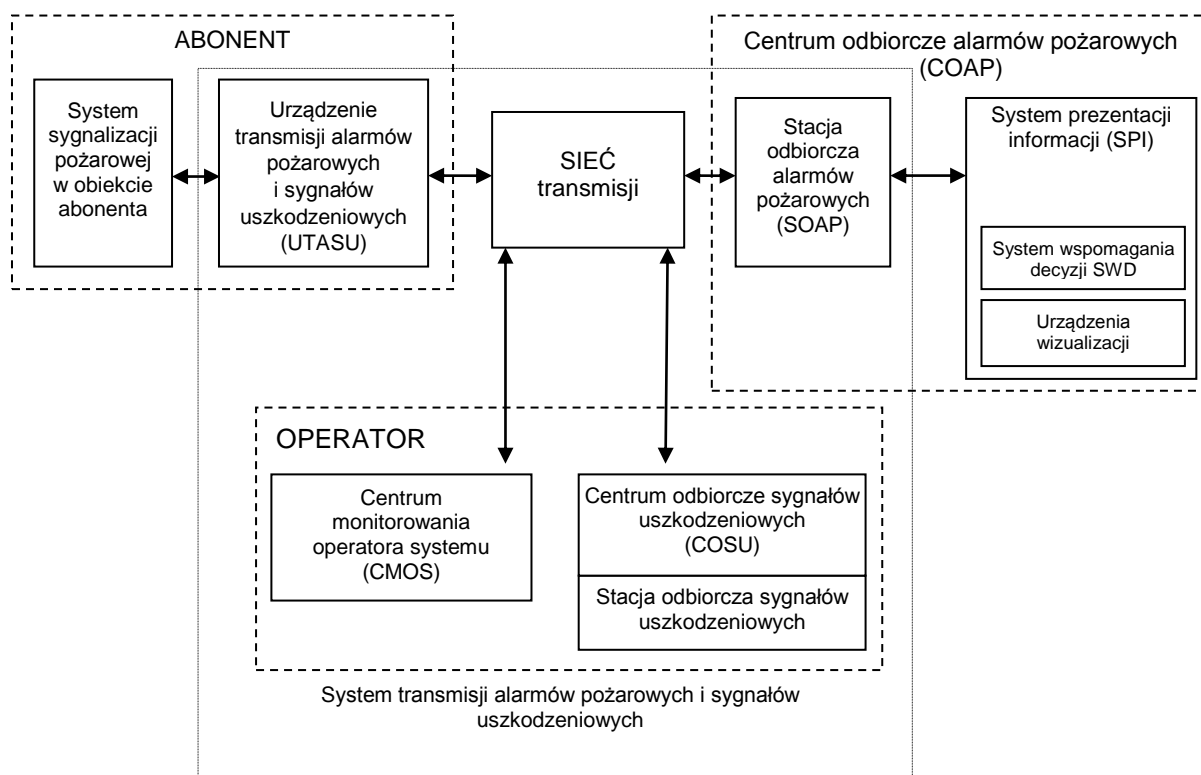 ABONENT
System
sygnalizacji
pożarowej
w obiekcie
abonenta
Urządzenie
transmisji alarmów
pożarowych
i sygnałów
uszkodzeniowych
(UTASU)
SIEĆ
transmisji
Centrum odbiorcze alarmów pożarowych
(COAP)
Stacja
odbiorcza
alarmów
pożarowych
(SOAP)
System prezentacji
informacji (SPI)
System wspomagania
decyzji SWD
Urządzenia
wizualizacji
OPERATOR
Centrum
monitorowania
operatora systemu
(CMOS)
Centrum odbiorcze sygnałów
uszkodzeniowych
(COSU)
Stacja odbiorcza sygnałów
uszkodzeniowych
System transmisji alarmów pożarowych i sygnałów
uszkodzeniowych